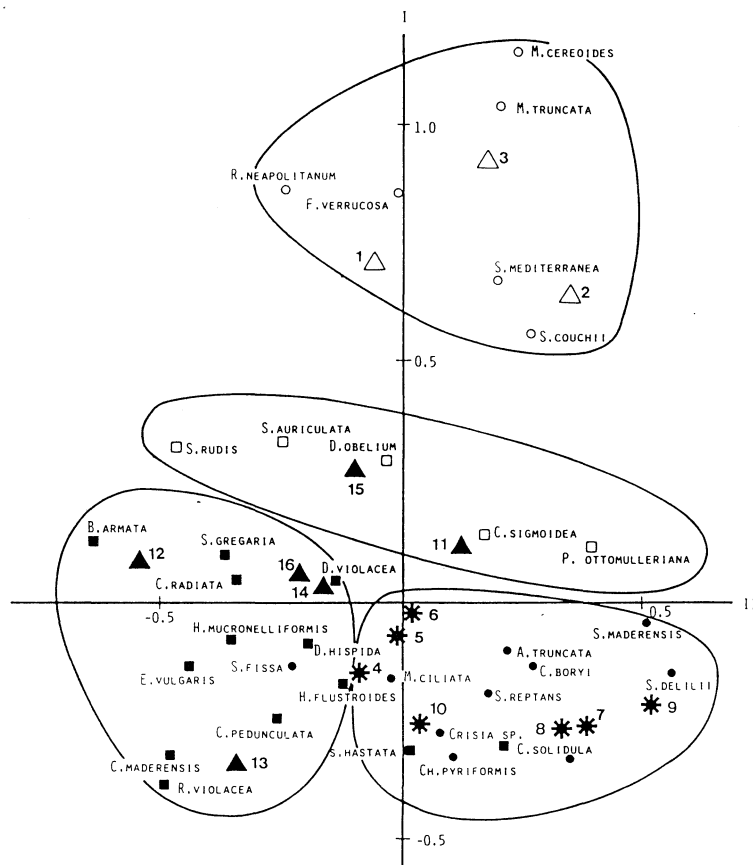 I
M.CEREOIDES
M.TRUNCATA
1.0
3
R.NEAPOLITANUM
F.VERRUCOSA
1
S.MEDITERRANEA
2
S.COUCHII
0.5
S.AURICULATA
S.RUDIS
D.OBELIUM
15
B.ARMATA
C.SIGMOIDEA
11
12
S.GREGARIA
P. OTTOMULLERIANA
16
D.VIOLACEA
C.RADIATA
14
-0.5
0.5
II
6
H.MUCRONELLIFORMIS
5
S.MADERENSIS
D.HISPIDA
A.TRUNCATA
E.VULGARIS
S.FISSA
4
M.CILIATA
C.BORYI
S.DELILII
H.FLUSTROIDES
S.REPTANS
9
C.PEDUNCULATA
10
8
7
CRISIA SP.
S.HASTATA
C.SOLIDULA
C.MADERENSIS
13
CH.PYRIFORMIS
R.VIOLACEA
-0.5